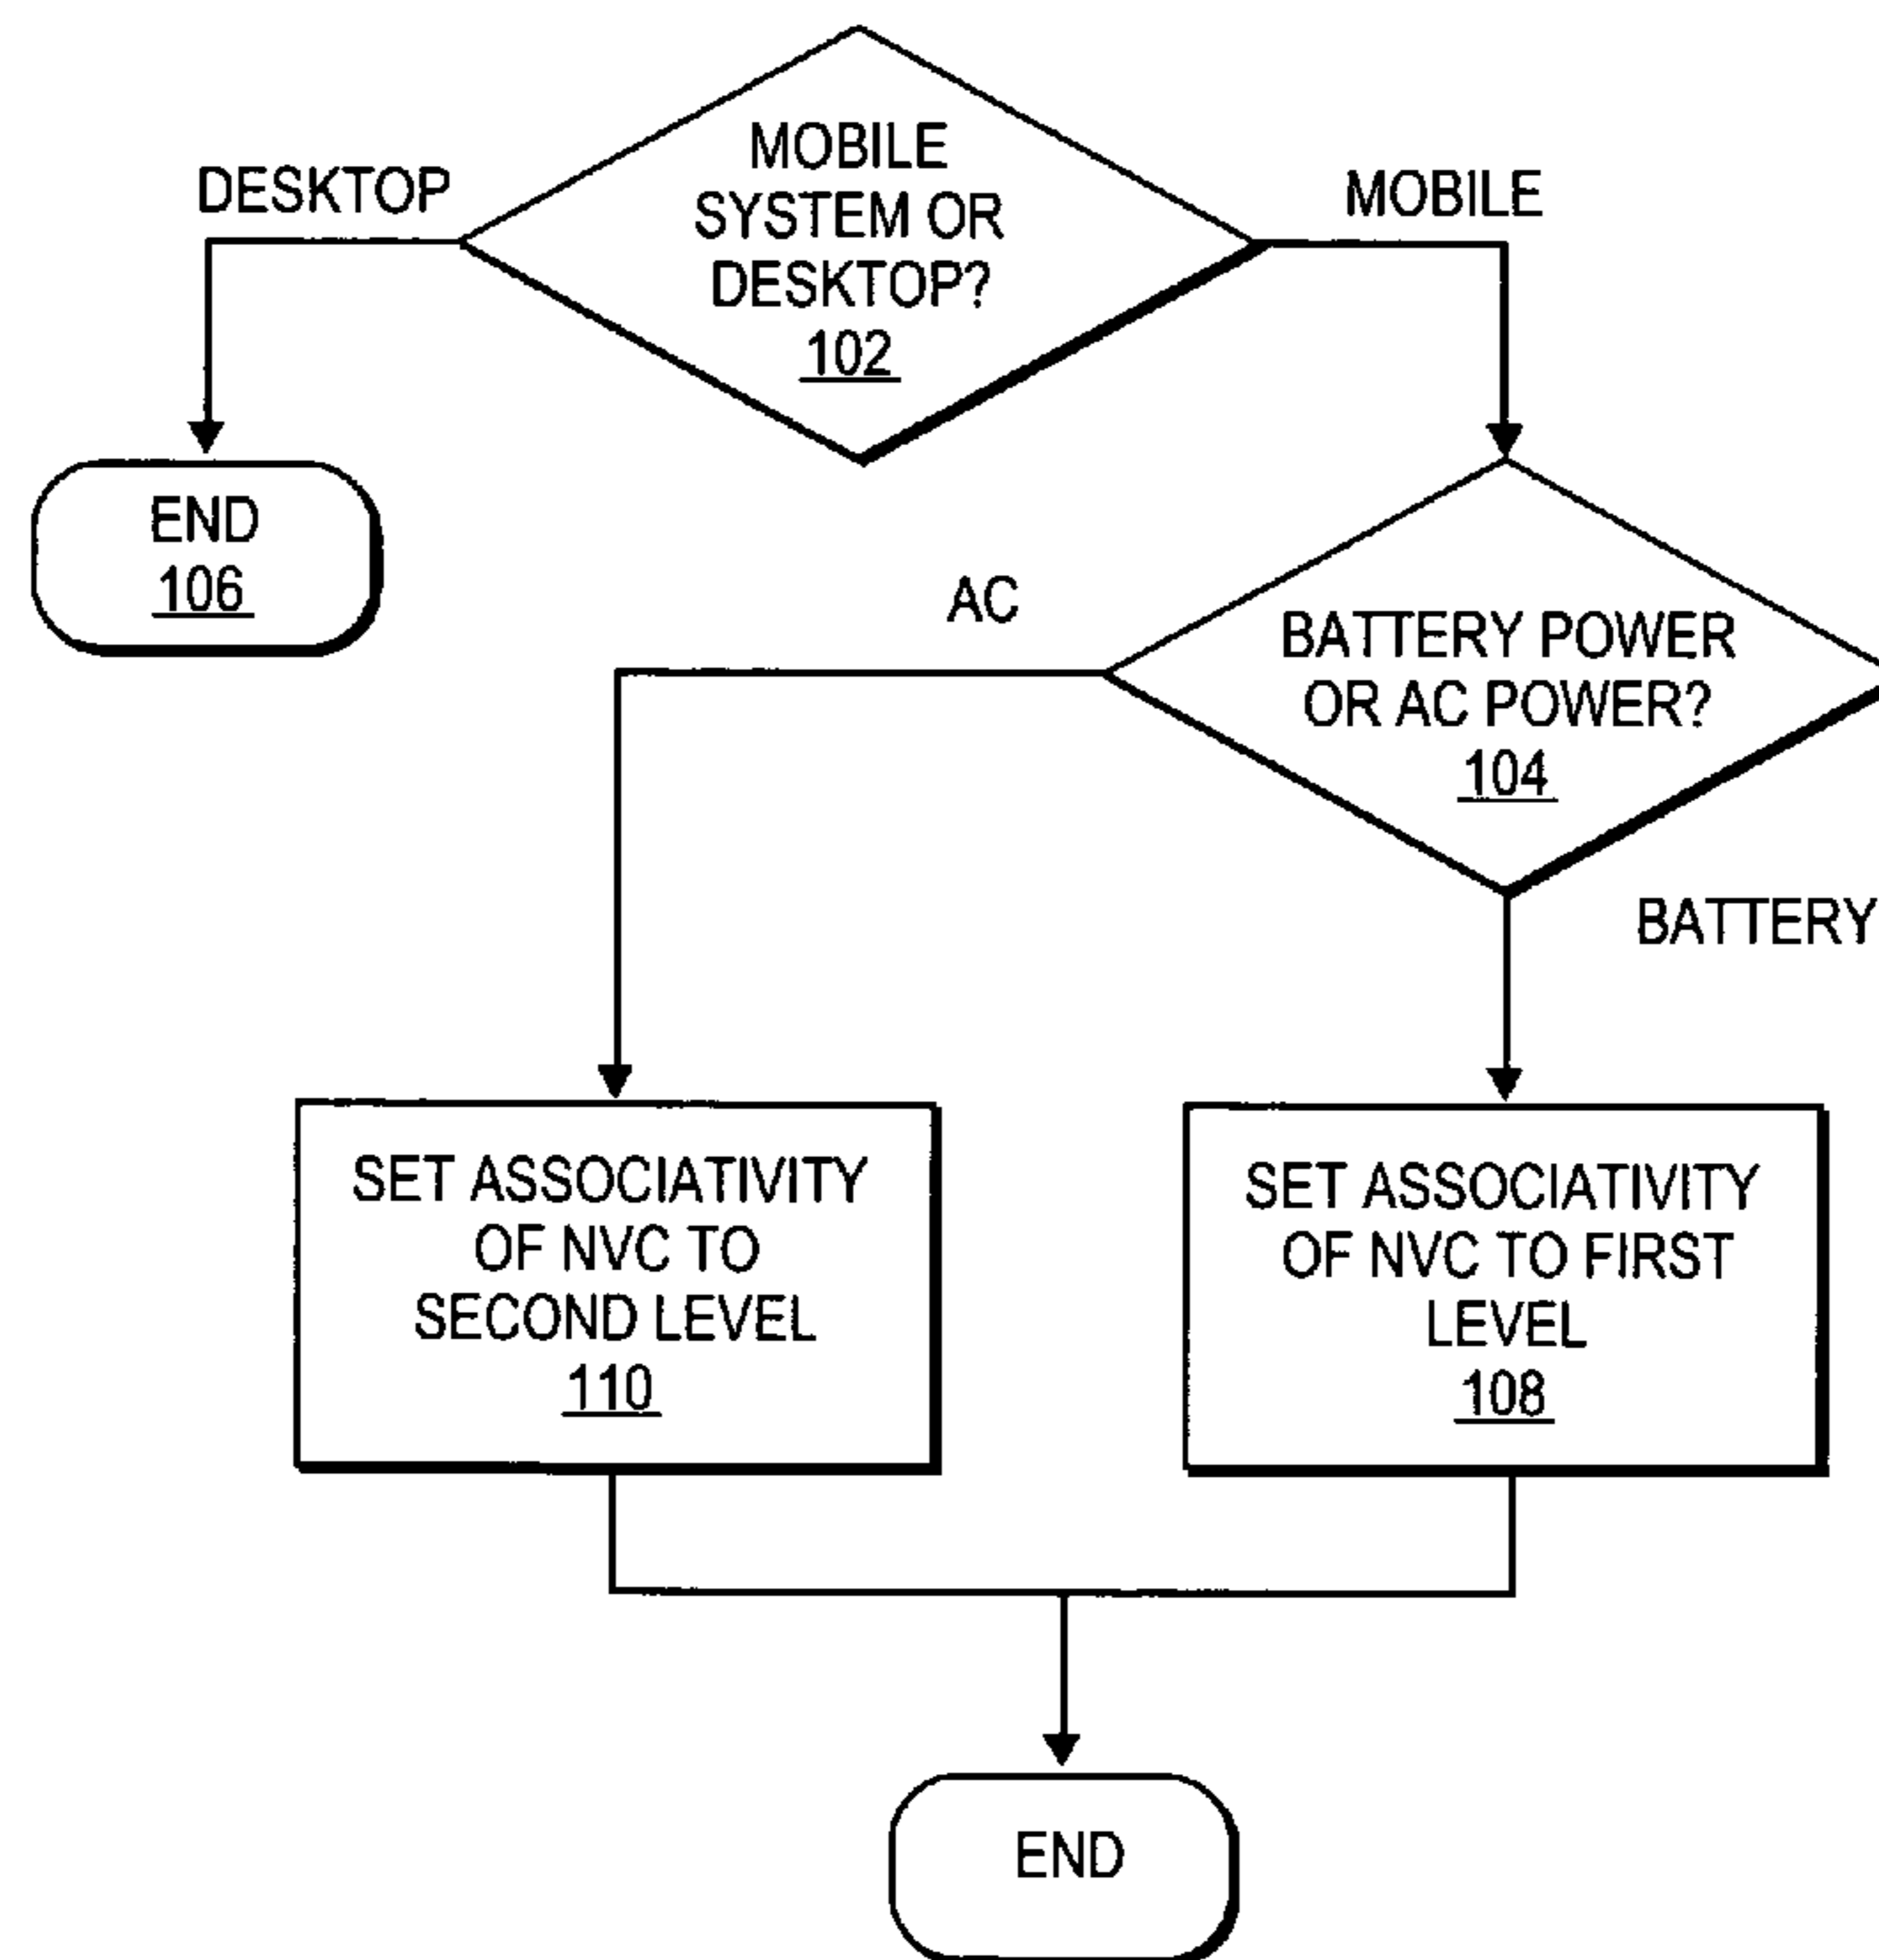 MOBILE
SYSTEM OR
DESKTOP?
102
DESKTOP
MOBILE
END
106
AC
BATTERY POWER
OR AC POWER?
104
BATTERY
SET ASSOCIATIVITY
OF NVC TO
SECOND LEVEL
110
SET ASSOCIATIVITY
OF NVC TO FIRST
LEVEL
108
END